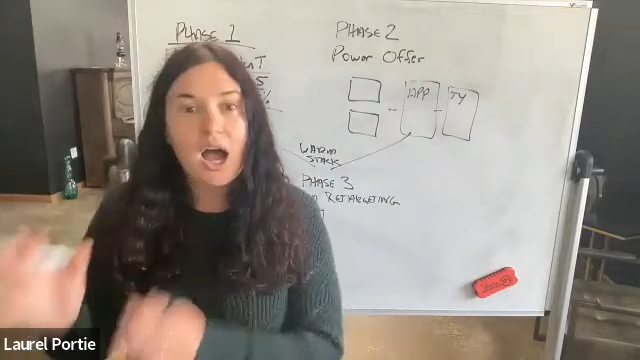 PHASE 1
PHASE 2
Power Offer
APP
TY
WARM
STACK
PHASE 3
RETARGETING
Laurel Portie